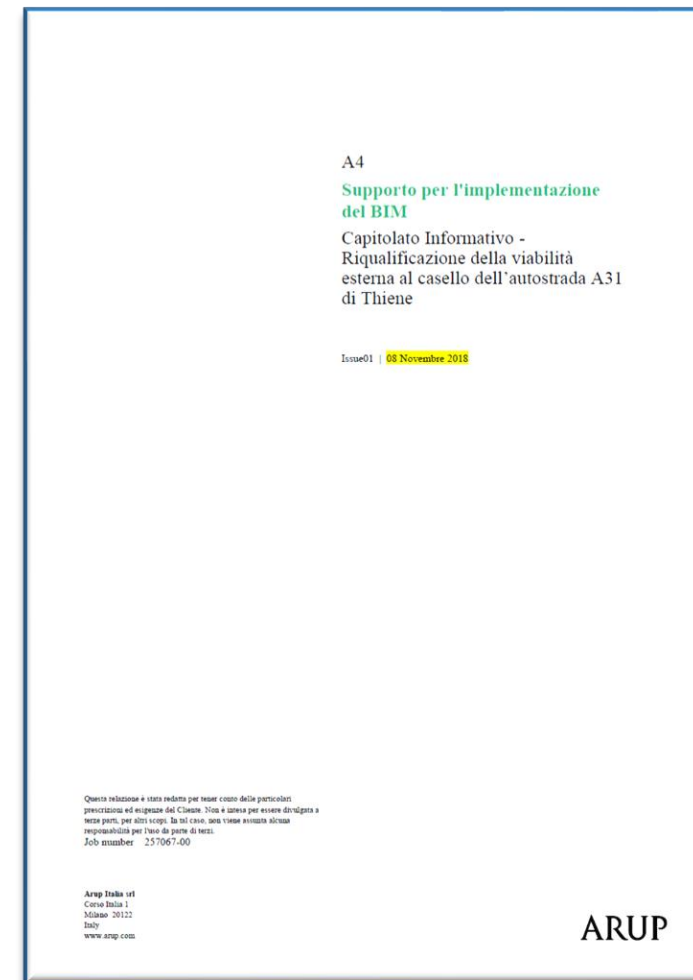 A4
Supporto per l'implementazione
del BIM
Capitolato Informativo -
Riqualificazione della viabilità
esterna al casello dell'autostrada A31
di Thiene
Issue01 | 08 Novembre 2018
Questa relazione è stata redatta per tener conto delle particolari
prescrizioni ed esigenze del Cliente. Non è intesa per essere divulgata a
terze parti, per altri scopi. In tal caso, non viene assunta alcuna
responsabilità per l'uso da parte di terzi.
Job number 257067-00
Arup Italia srl
Corso Italia 1
Milano 20122
Italy
www.arup.com
ARUP